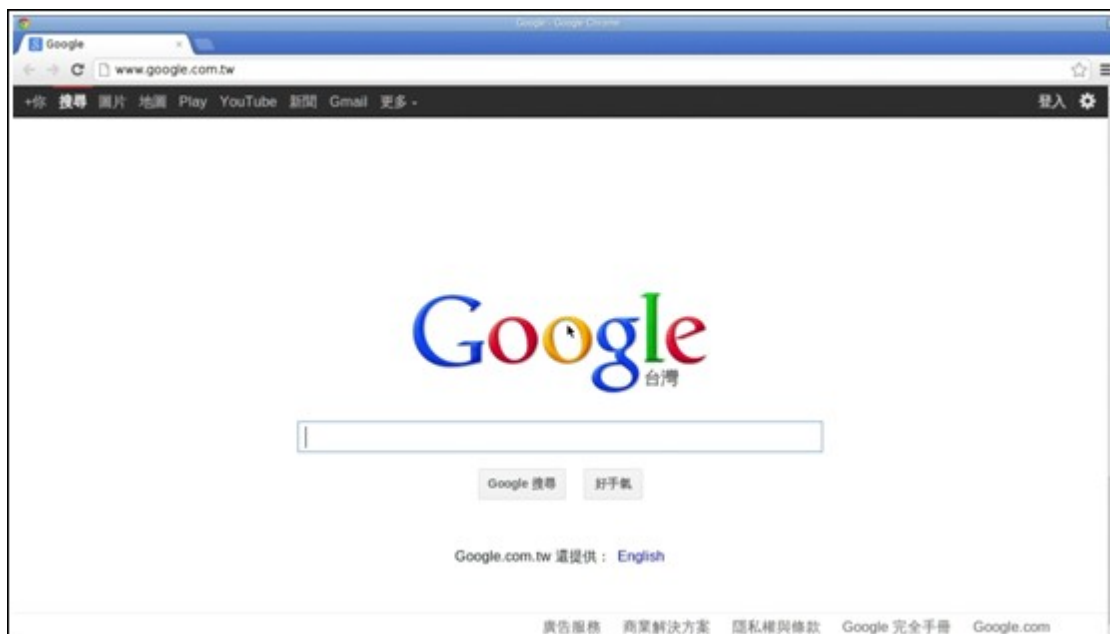 Google - Google Chrome
Google
www.google.com.tw
+你 搜尋 圖片 地圖 Play YouTube 新聞 Gmail 更多
登入
Google
台灣
Google 搜尋 好手氣
Google.com.tw 還提供： English
廣告服務 商業解決方案 隱私權與條款 Google 完全手冊 Google.com